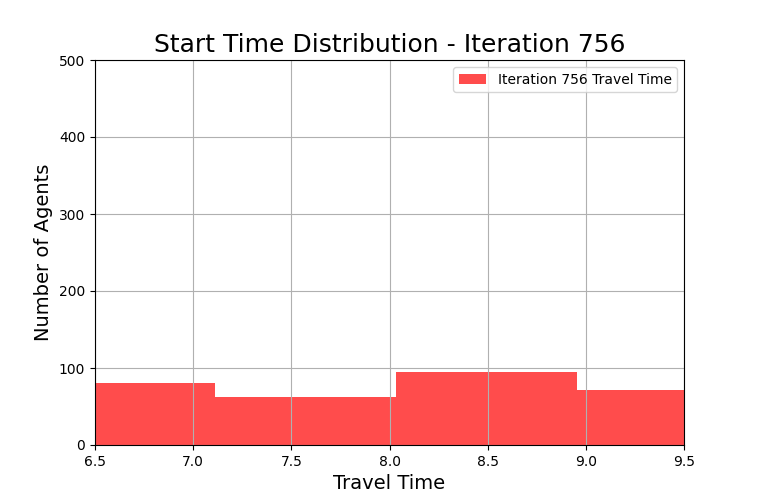 Start Time Distribution - Iteration 756
500
400
300
200
100
0
Number of Agents
Iteration 756 Travel Time
6.5 7.0 7.5 8.0 8.5 9.0 9.5
Travel Time